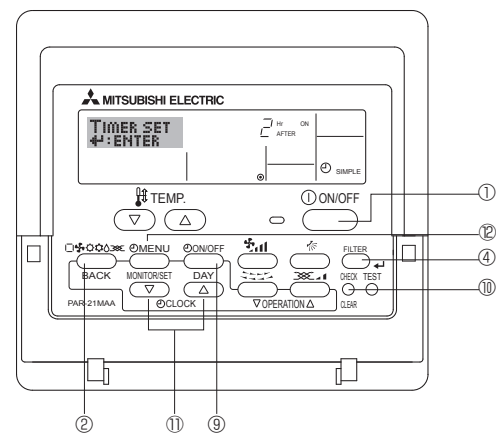 MITSUBISHI ELECTRIC
TIMER SET
↵:ENTER
2 Hr ON
AFTER
SIMPLE
TEMP.
ON/OFF
①
⑫
MENU
ON/OFF
FILTER
④
BACK
MONITOR/SET
DAY
CHECK TEST
⑩
PAR-21MAA
CLOCK
▽ OPERATION △
CLEAR
② ⑪ ⑨